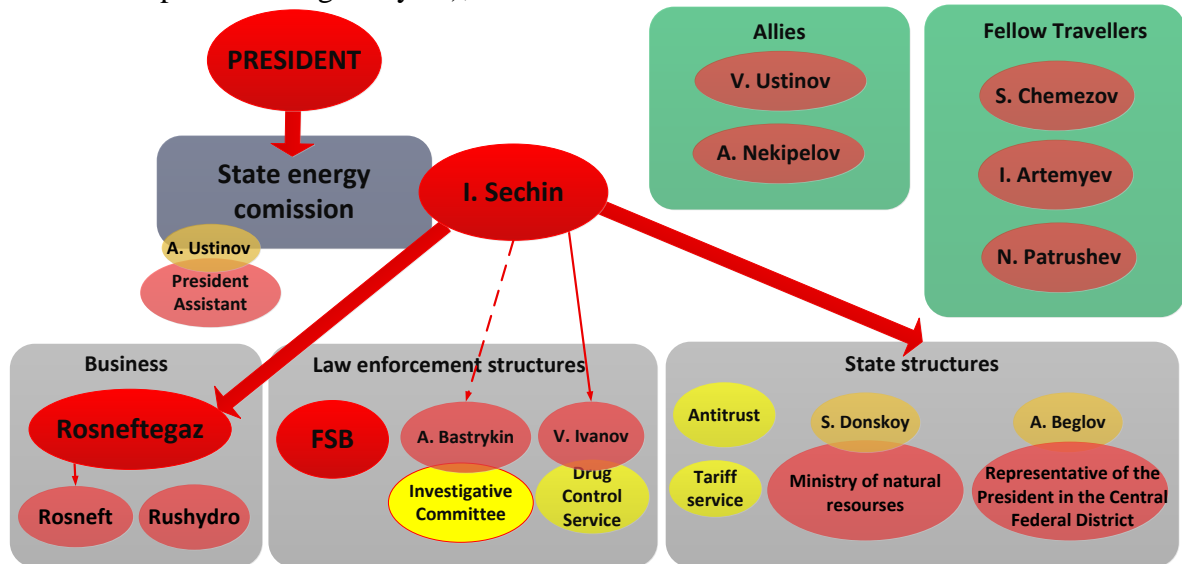 PRESIDENT
State energy
comission
A. Ustinov
President
Assistant
I. Sechin
Allies
V. Ustinov
A. Nekipelov
Fellow Travellers
S. Chemezov
I. Artemyev
N. Patrushev
Business
Rosneftegaz
Rosneft
Rushydro
Law enforcement structures
FSB
A. Bastrykin
Investigative
Committee
V. Ivanov
Drug
Control
Service
State structures
Antitrust
Tariff
service
S. Donskoy
Ministry of natural
resourses
A. Beglov
Representative of the
President in the Central
Federal District